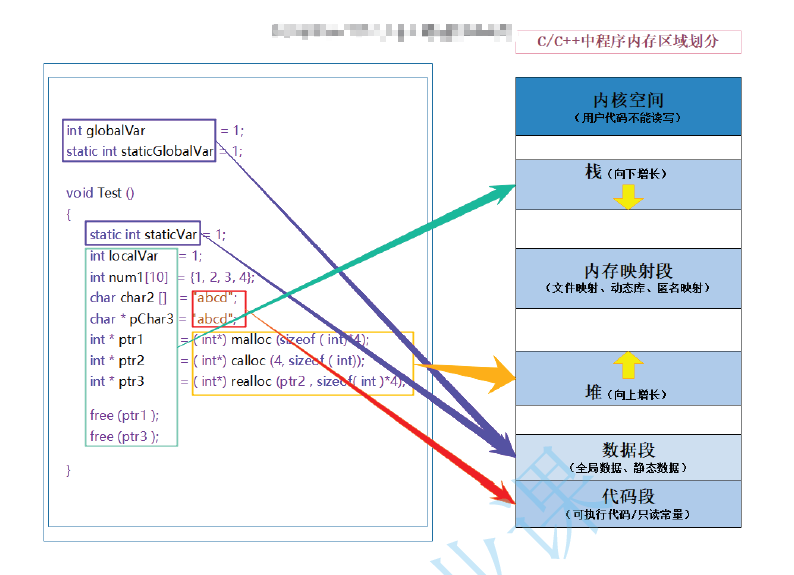 C/C++中程序内存区域划分
int globalVar = 1;
static int staticGlobalVar = 1;
void Test ()
{
static int staticVar = 1;
int localVar = 1;
int num1[10] = {1, 2, 3, 4};
char char2 [] = "abcd";
char * pChar3 = "abcd";
int * ptr1 = ( int*) malloc (sizeof ( int)*4);
int * ptr2 = ( int*) calloc (4, sizeof ( int));
int * ptr3 = ( int*) realloc (ptr2 , sizeof( int )*4);
free (ptr1 );
free (ptr3 );
}
内核空间
(用户代码不能读写)
栈(向下增长)
内存映射段
(文件映射、动态库、匿名映射)
堆(向上增长)
数据段
(全局数据、静态数据)
代码段
(可执行代码/只读常量)
业课